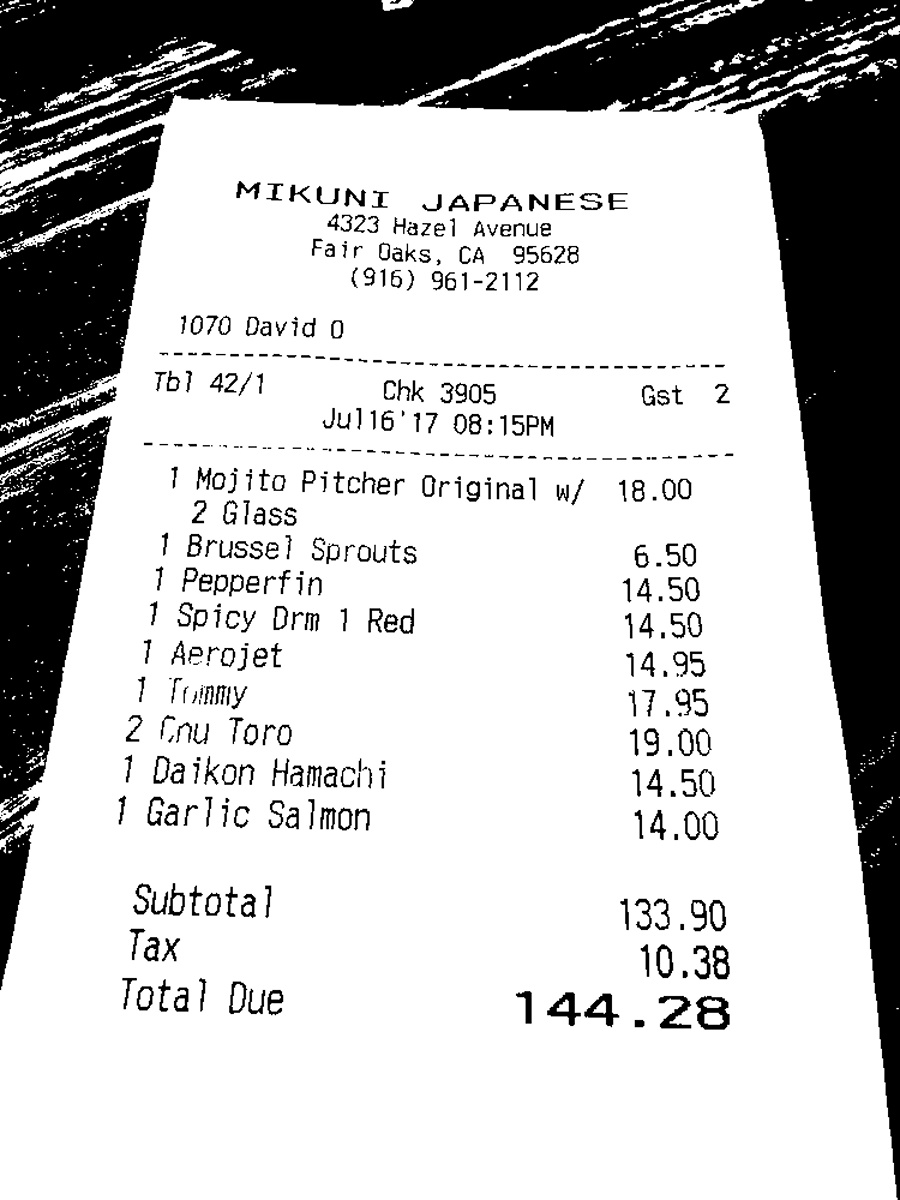 MIKUNI JAPANESE
4323 Hazel Avenue
Fair Oaks, CA 95628
(916) 961-2112
1070 David O
Tbl 42/1 Chk 3905 Gst 2
Jul16'17 08:15PM
1 Mojito Pitcher Original w/ 18.00
2 Glass
1 Brussel Sprouts 6.50
1 Pepperfin 14.50
1 Spicy Drm 1 Red 14.50
1 Aerojet 14.95
1 Tommy 17.95
2 Toro 19.00
1 Daikon Hamachi 14.50
1 Garlic Salmon 14.00
Subtotal 133.90
Tax 10.38
Total Due 144.28